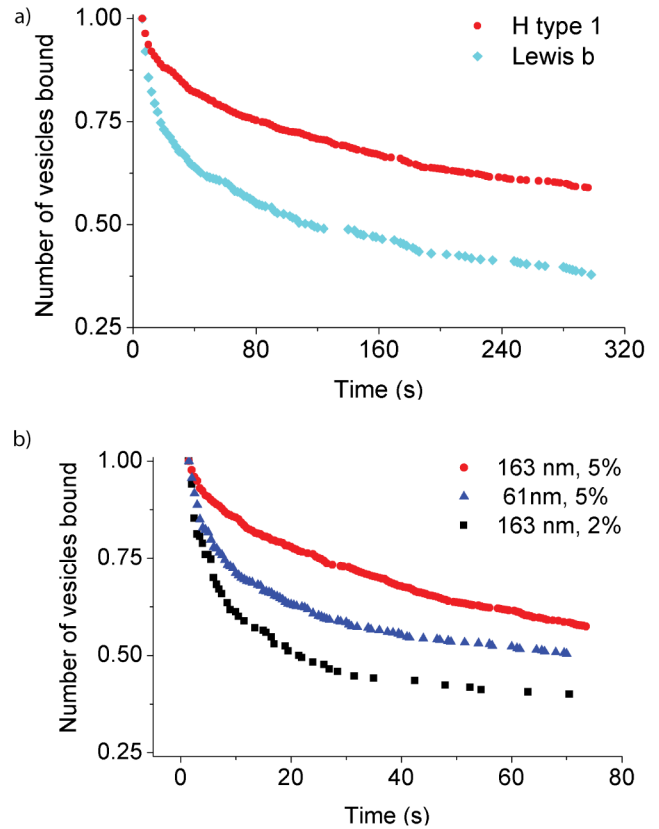 a)
H type 1
Lewis b
1.00
0.75
0.50
0.25
Number of vesicles bound
0 80 160 240 320
Time (s)
b)
163 nm, 5%
61nm, 5%
163 nm, 2%
1.00
0.75
0.50
0.25
Number of vesicles bound
0 20 40 60 80
Time (s)